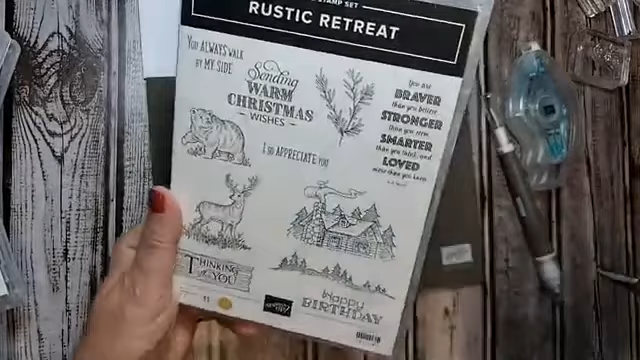 STAMP SET
RUSTIC RETREAT
YOU ALWAYS WALK
BY MY SIDE
Sending
WARM
CHRISTMAS
WISHES
You are
BRAVER
than you believe,
STRONGER
than you seem,
SMARTER
than you think, and
LOVED
more than you know.
I SO APPRECIATE YOU
THINKING
of YOU
Happy
BIRTHDAY